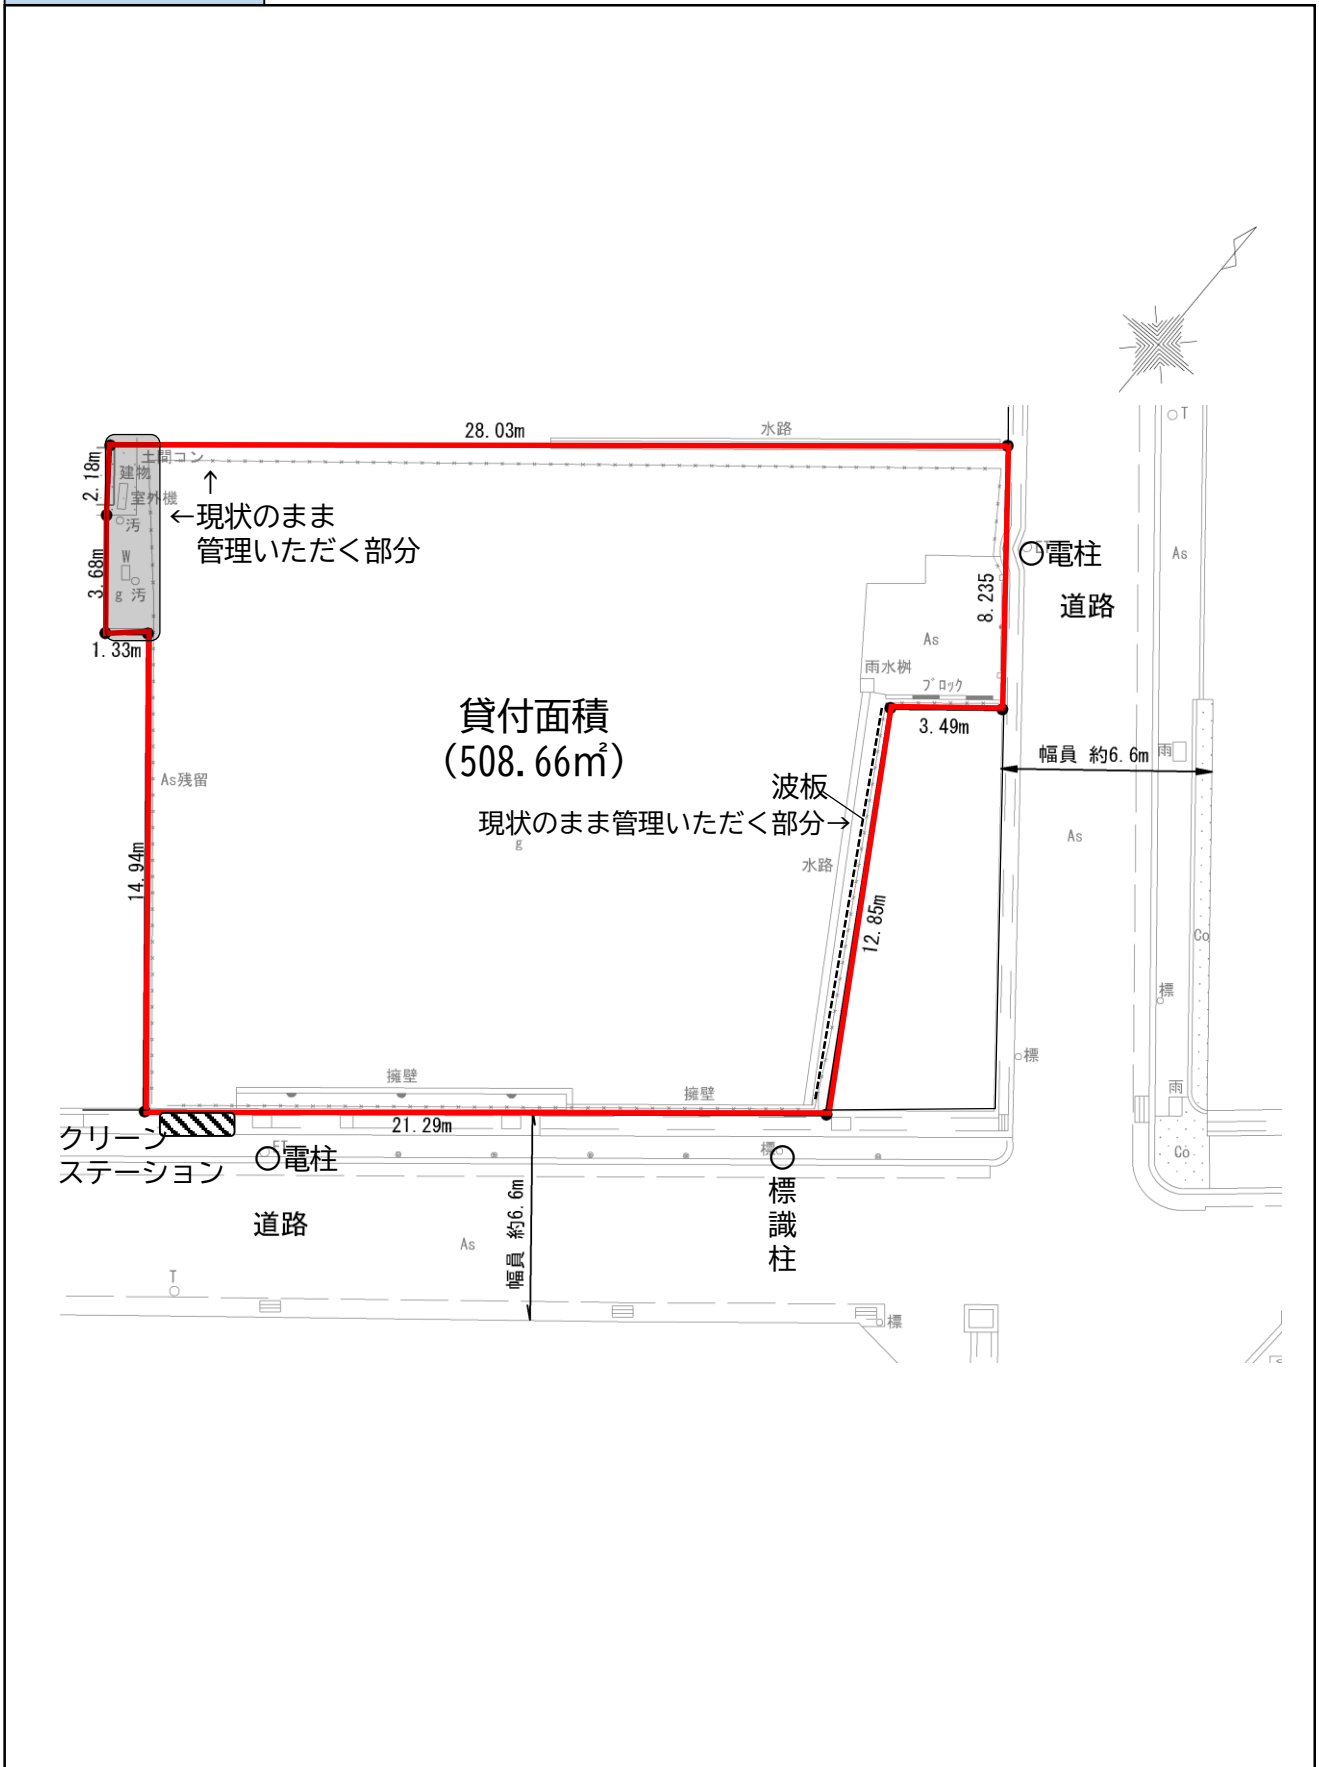 28.03m
水路
土間コン
建物
2.18m
室外機
↑
←現状のまま
管理いただく部分
汚
W
3.68m
g 汚
1.33m
T
As
電柱
道路
8.235
As
雨水桝
ブロック
3.49m
幅員 約6.6m
雨
貸付面積
(508.66㎡)
As残留
波板
現状のまま管理いただく部分→
g
水路
As
14.94m
12.85m
Co
標
標
擁壁
擁壁
雨
21.29m
クリーン
ステーション
電柱
標
標識柱
Co
道路
幅員 約6.6m
As
T
標